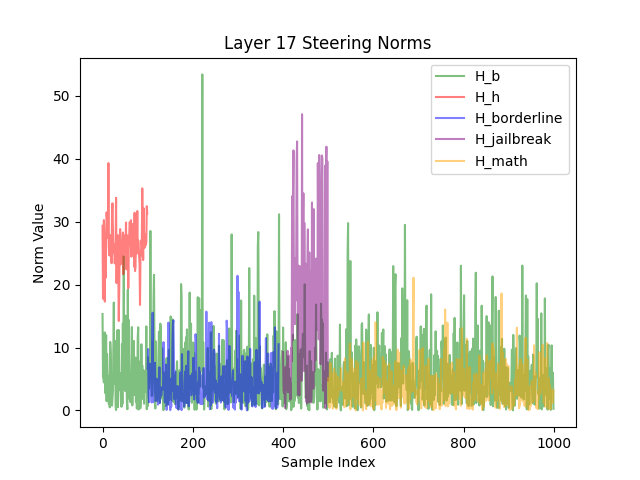 Layer 17 Steering Norms
H_b
H_h
H_borderline
H_jailbreak
H_math
Norm Value
50
40
30
20
10
0
0 200 400 600 800 1000
Sample Index